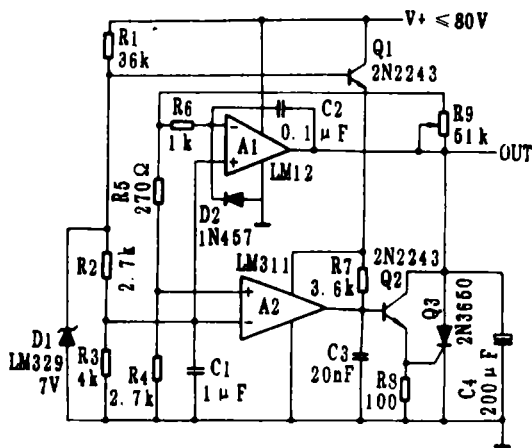 V+ ≤80V
R1
36k
Q1
2N2243
C2
0.1μF
R6
1k
A1
LM12
R9
51k
OUT
R5
270Ω
D2
1N457
R2
2.7k
LM311
A2
R7
3.6k
2N2243
Q2
Q3
2N3650
D1
LM329
7V
R3
4k
R4
2.7k
C1
1μF
C3
20nF
R8
100
C4
200μF